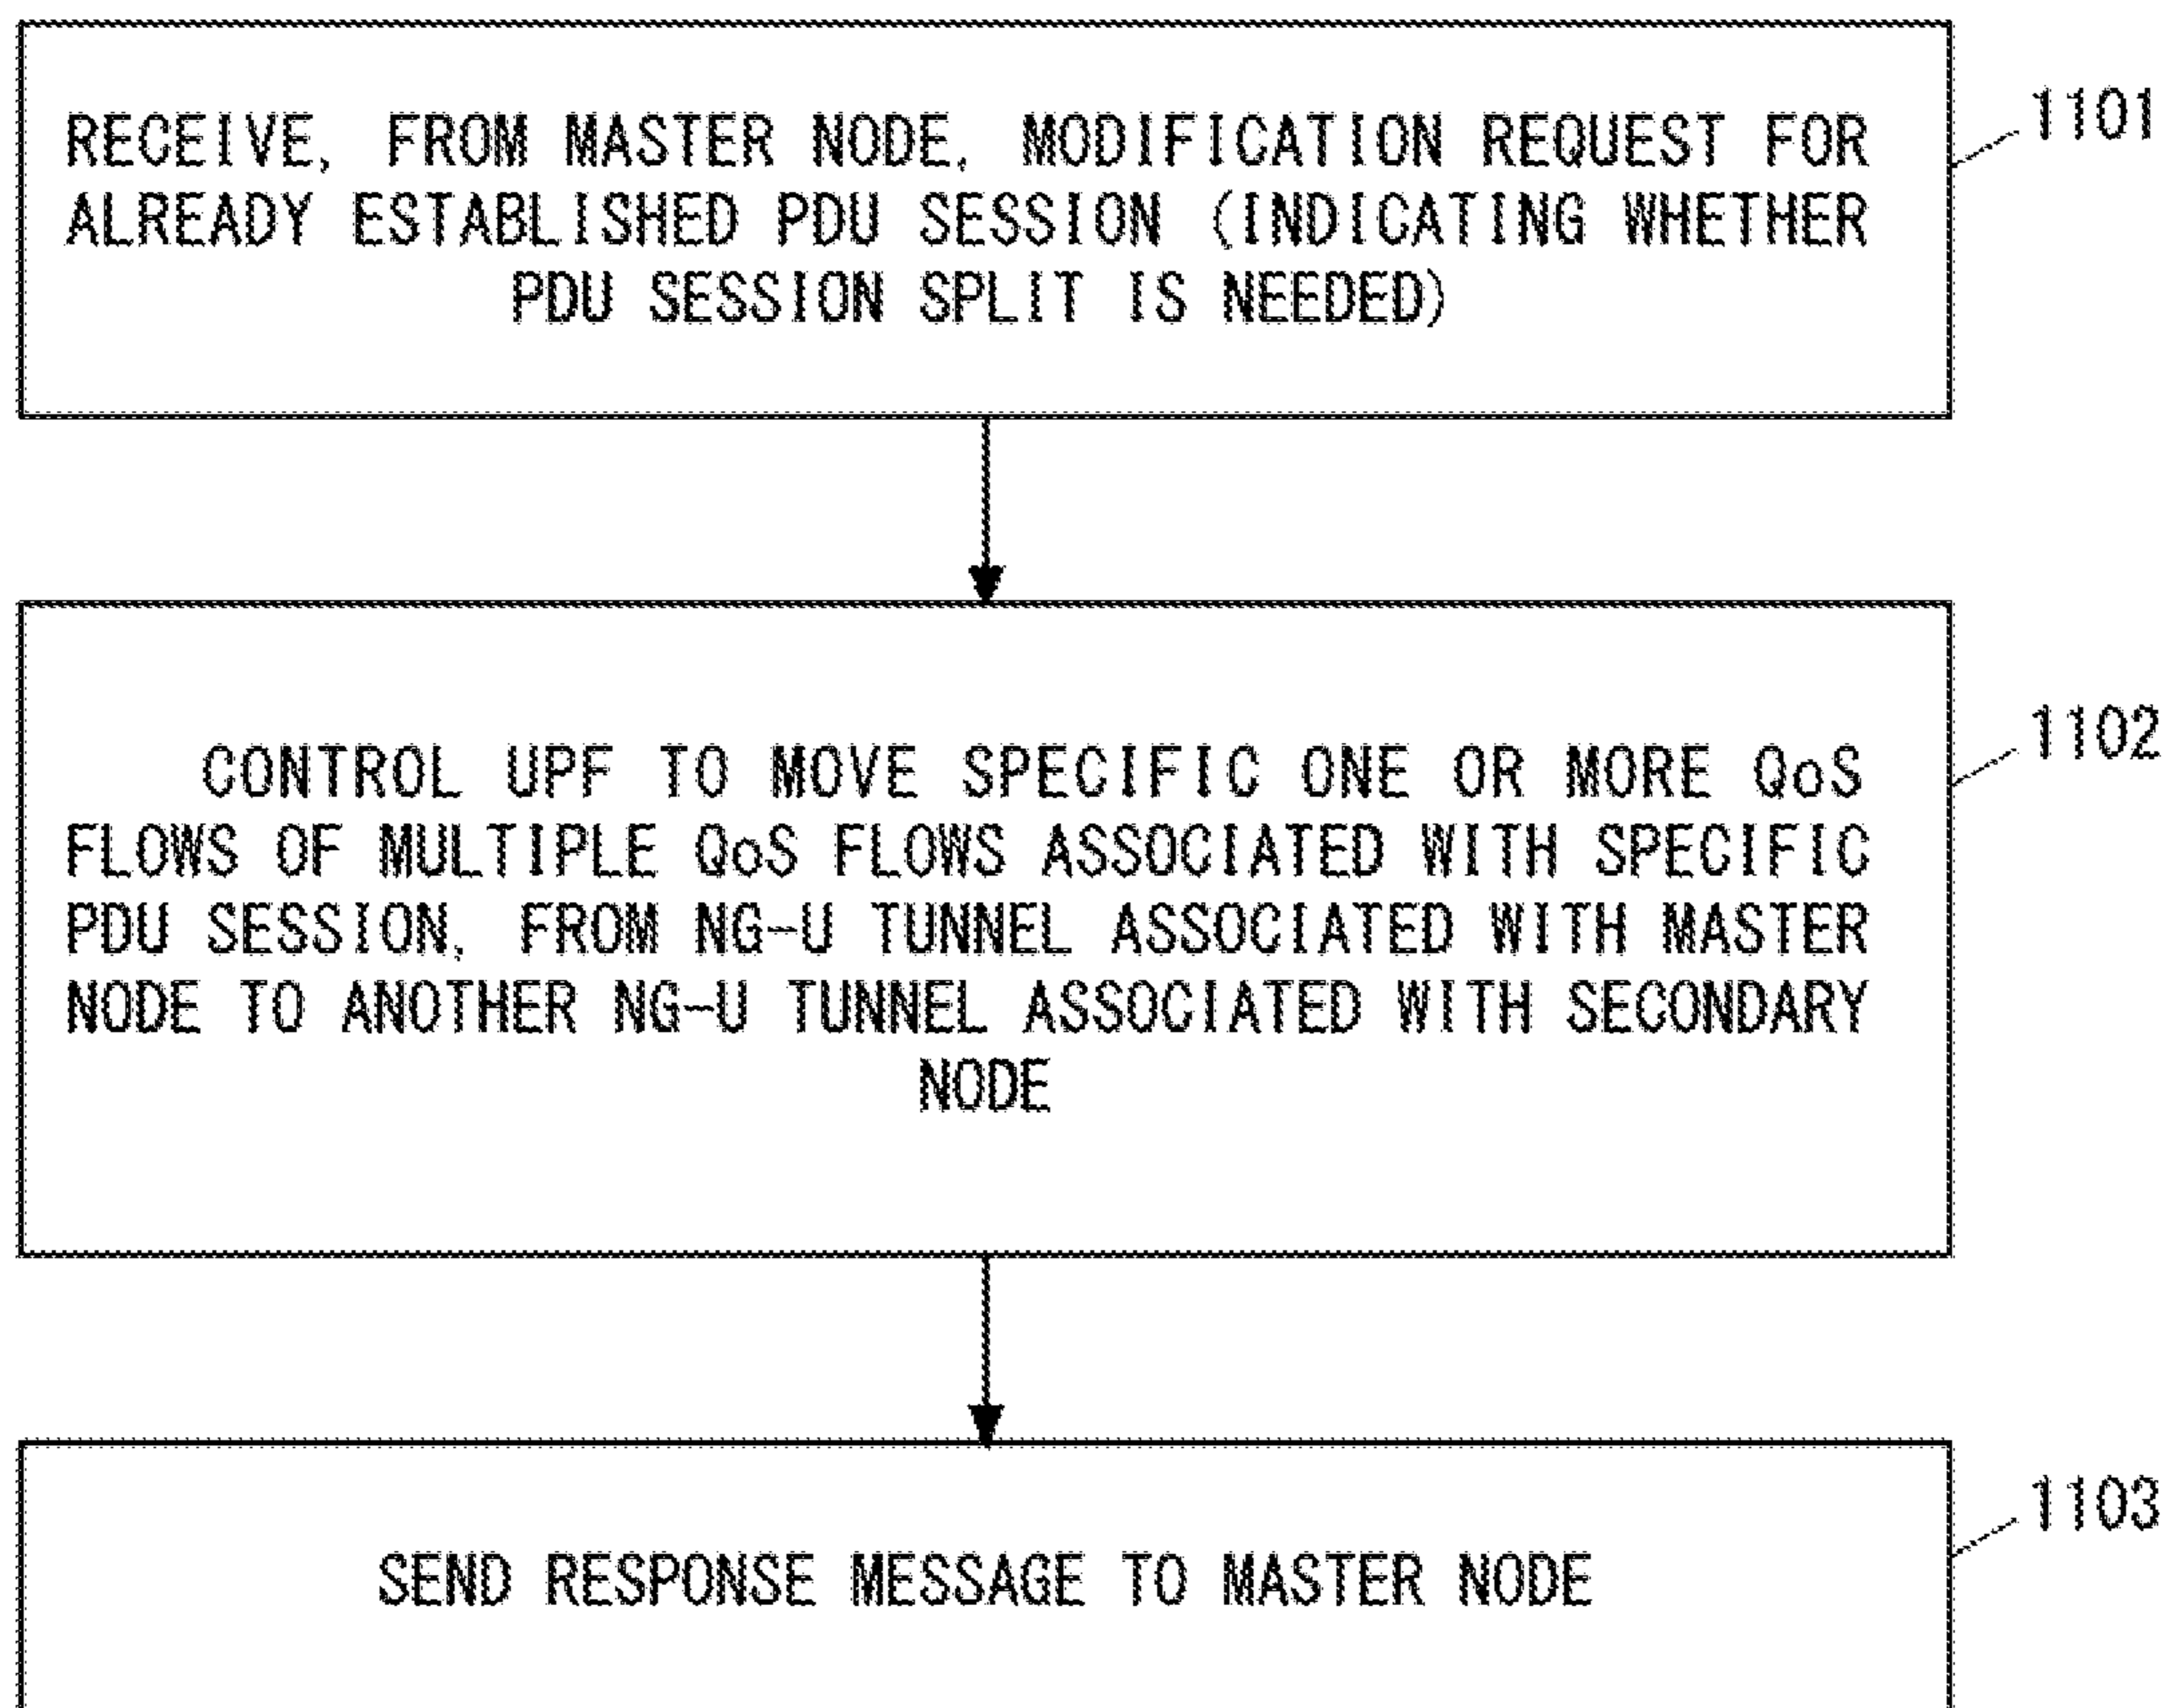 RECEIVE, FROM MASTER NODE, MODIFICATION REQUEST FOR
ALREADY ESTABLISHED PDU SESSION (INDICATING WHETHER
PDU SESSION SPLIT IS NEEDED)
1101
CONTROL UPF TO MOVE SPECIFIC ONE OR MORE QoS
FLOWS OF MULTIPLE QoS FLOWS ASSOCIATED WITH SPECIFIC
PDU SESSION, FROM NG-U TUNNEL ASSOCIATED WITH MASTER
NODE TO ANOTHER NG-U TUNNEL ASSOCIATED WITH SECONDARY
NODE
1102
SEND RESPONSE MESSAGE TO MASTER NODE
1103